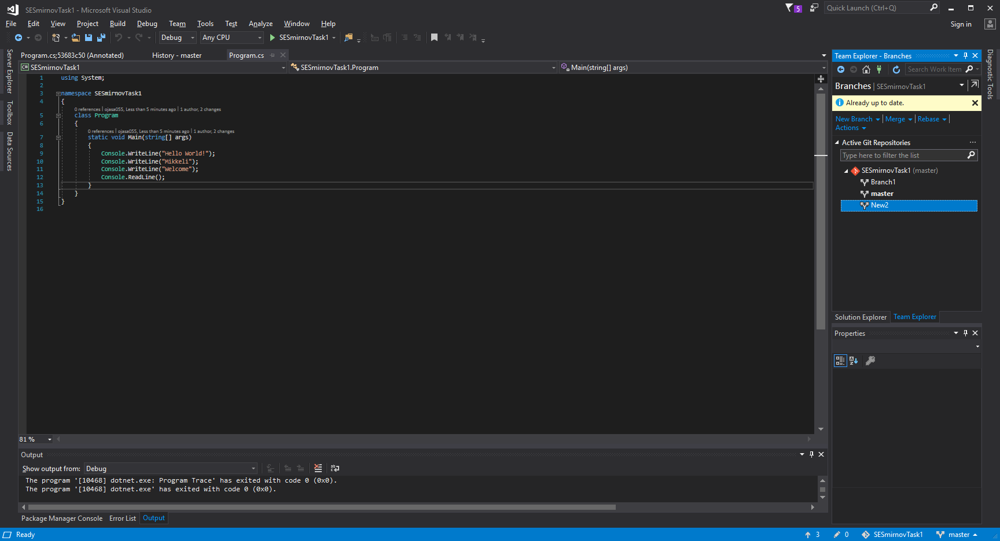 SESmirnovTask1 - Microsoft Visual Studio
5
Quick Launch (Ctrl+Q)
File Edit View Project Build Debug Team Tools Test Analyze Window Help
Sign in
Debug Any CPU SESmirnovTask1
Server Explorer
Toolbox
Data Sources
Program.cs;53683c50 (Annotated) History - master Program.cs
SESmirnovTask1 SESmirnovTask1.Program Main(string[] args)
1 using System;
2
3 namespace SESmirnovTask1
4 {
0 references | ojasa055, Less than 5 minutes ago | 1 author, 2 changes
5 class Program
6 {
0 references | ojasa055, Less than 5 minutes ago | 1 author, 2 changes
7 static void Main(string[] args)
8 {
9 Console.WriteLine("Hello World!");
10 Console.WriteLine("Mikkeli");
11 Console.WriteLine("Welcome");
12 Console.ReadLine();
13 }
14 }
15 }
16
81 %
Output
Show output from: Debug
The program '[10468] dotnet.exe: Program Trace' has exited with code 0 (0x0).
The program '[10468] dotnet.exe' has exited with code 0 (0x0).
Package Manager Console Error List Output
Team Explorer - Branches
Search Work Item
Branches | SESmirnovTask1
Already up to date.
New Branch | Merge | Rebase |
Actions
Active Git Repositories
Type here to filter the list
SESmirnovTask1 (master)
Branch1
master
New2
Solution Explorer Team Explorer
Properties
Diagnostic Tools
Ready
3 0 SESmirnovTask1 master